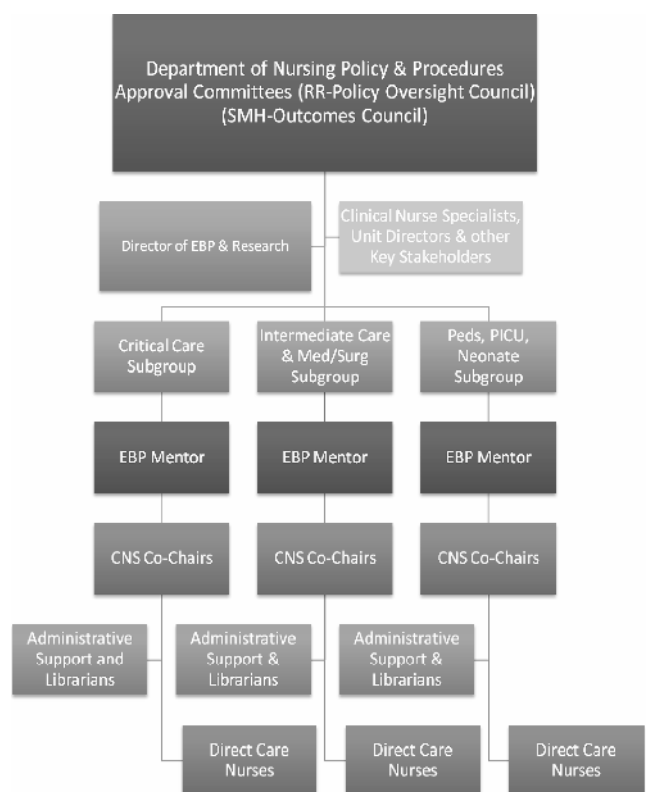 Department of Nursing Policy & Procedures
Approval Committees (RR-Policy Oversight Council)
(SMH-Outcomes Council)
Director of EBP & Research
Clinical Nurse Specialists,
Unit Directors & other
Key Stakeholders
Critical Care
Subgroup
Intermediate Care
& Med/Surg
Subgroup
Peds, PICU,
Neonate
Subgroup
EBP Mentor
EBP Mentor
EBP Mentor
CNS Co-Chairs
CNS Co-Chairs
CNS Co-Chairs
Administrative
Support and
Librarians
Administrative
Support &
Librarians
Administrative
Support &
Librarians
Direct Care
Nurses
Direct Care
Nurses
Direct Care
Nurses